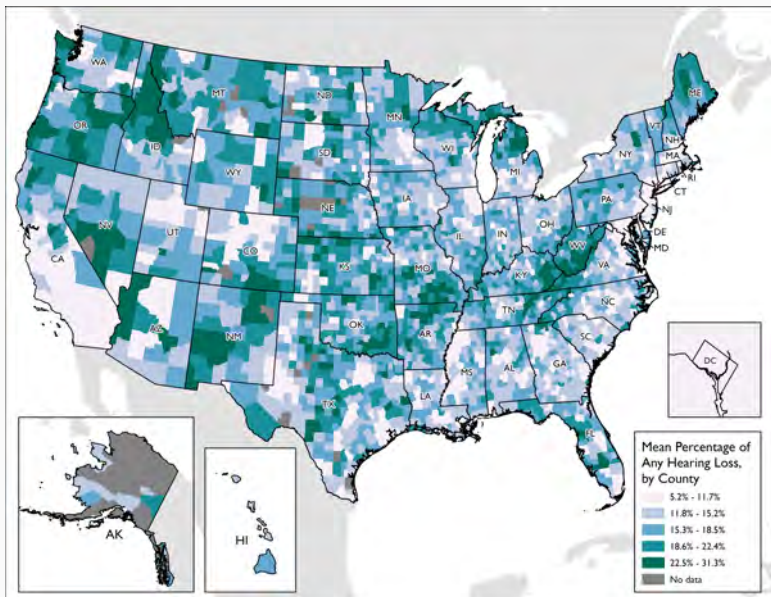 WA
MT
ND
MN
ME
OR
ID
SD
WI
VT
NH
WY
MI
NY
MA
RI
CT
IA
PA
NJ
NE
NV
UT
IL
IN
OH
DE
MD
CO
WV
CA
KS
MO
VA
KY
NC
TN
AZ
NM
OK
AR
SC
DC
MS
AL
GA
TX
LA
FL
AK
HI
Mean Percentage of
Any Hearing Loss,
by County
5.2% - 11.7%
11.8% - 15.2%
15.3% - 18.5%
18.6% - 22.4%
22.5% - 31.3%
No data